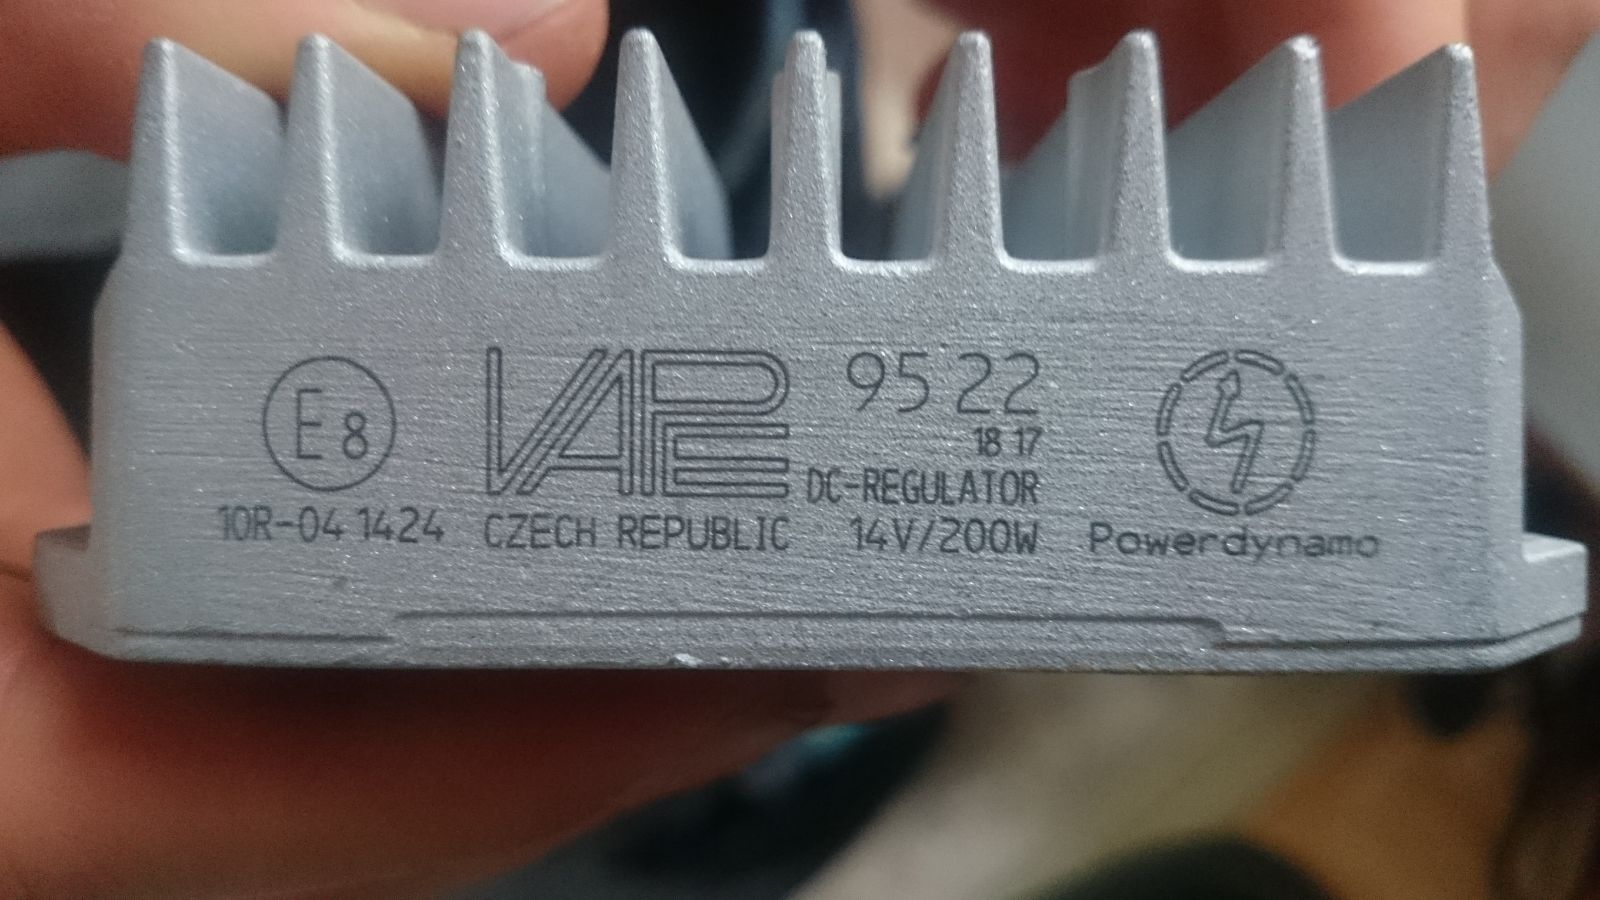 E8
10R-04 1424
VAPE
CZECH REPUBLIC
95 22
18 17
DC-REGULATOR
14V/200W
Powerdynamo